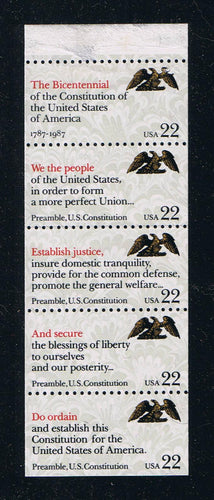 The Bicentennial
of the Constitution of
the United States
of America
1787-1987 USA 22
We the people
of the United States,
in order to form
a more perfect Union...
Preamble, U.S. Constitution USA 22
Establish justice,
insure domestic tranquility,
provide for the common defense,
promote the general welfare...
Preamble, U.S. Constitution USA 22
And secure
the blessings of liberty
to ourselves
and our posterity...
Preamble, U.S. Constitution USA 22
Do ordain
and establish this
Constitution for the
United States of America.
Preamble, U.S. Constitution USA 22